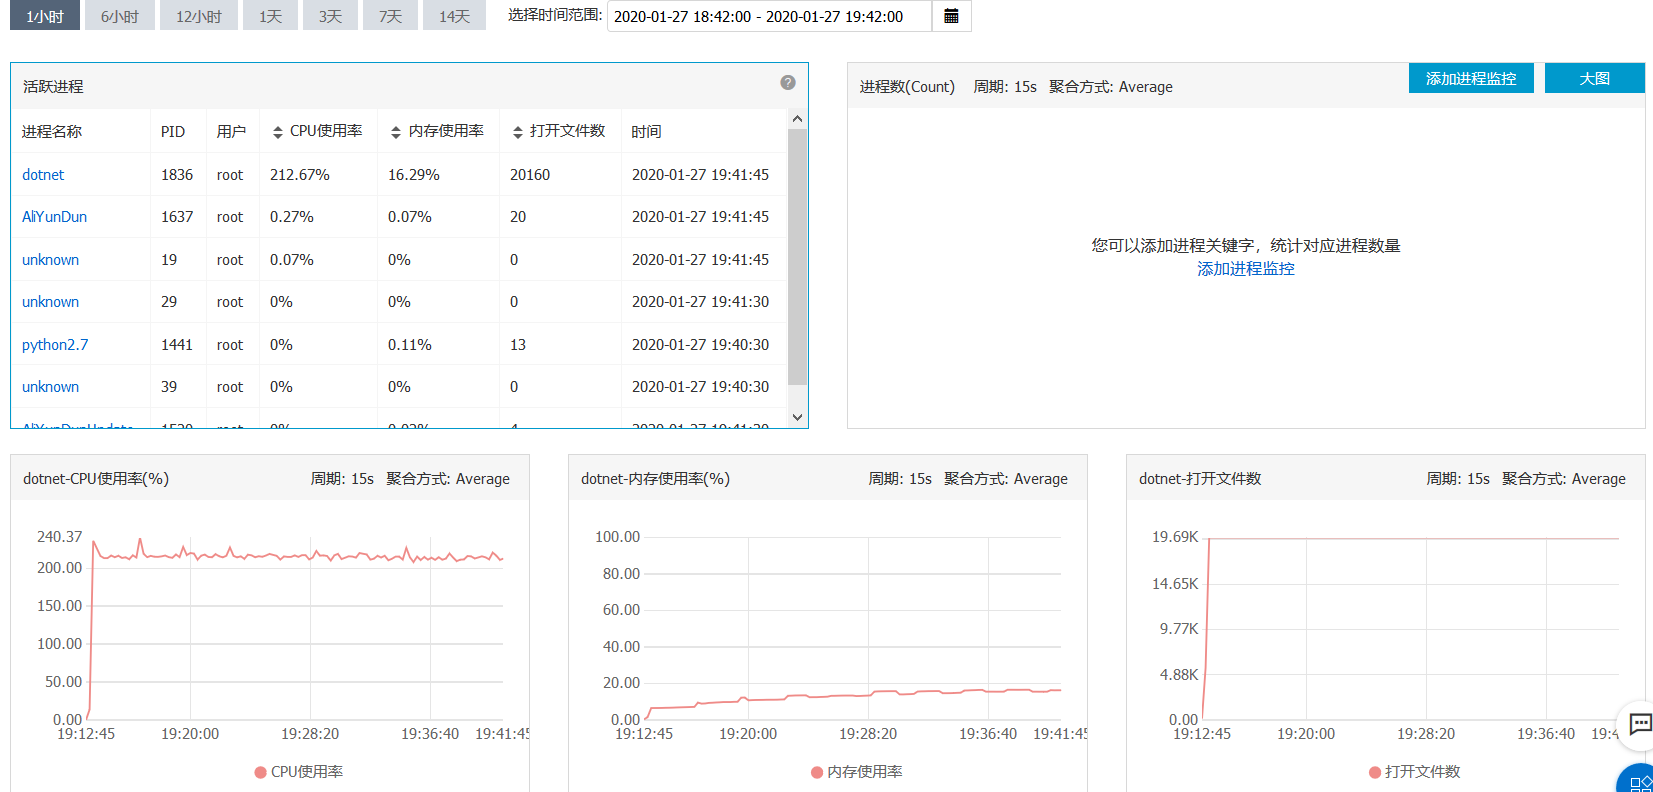 1小时 6小时 12小时 1天 3天 7天 14天 选择时间范围: 2020-01-27 18:42:00 - 2020-01-27 19:42:00
活跃进程
进程名称 PID 用户 CPU使用率 内存使用率 打开文件数 时间
dotnet 1836 root 212.67% 16.29% 20160 2020-01-27 19:41:45
AliYunDun 1637 root 0.27% 0.07% 20 2020-01-27 19:41:45
unknown 19 root 0.07% 0% 0 2020-01-27 19:41:45
unknown 29 root 0% 0% 0 2020-01-27 19:41:30
python2.7 1441 root 0% 0.11% 13 2020-01-27 19:40:30
unknown 39 root 0% 0% 0 2020-01-27 19:40:30
进程数(Count) 周期: 15s 聚合方式: Average 添加进程监控 大图
您可以添加进程关键字，统计对应进程数量
添加进程监控
dotnet-CPU使用率(%) 周期: 15s 聚合方式: Average
240.37
200.00
150.00
100.00
50.00
0.00
19:12:45 19:20:00 19:28:20 19:36:40 19:41:45
CPU使用率
dotnet-内存使用率(%) 周期: 15s 聚合方式: Average
100.00
80.00
60.00
40.00
20.00
0.00
19:12:45 19:20:00 19:28:20 19:36:40 19:41:45
内存使用率
dotnet-打开文件数 周期: 15s 聚合方式: Average
19.69K
14.65K
9.77K
4.88K
0.00
19:12:45 19:20:00 19:28:20 19:36:40 19:4
打开文件数